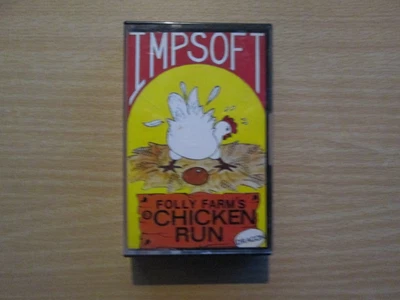 IMPSOFT
FOLLY FARM'S
CHICKEN
RUN
DRAGON